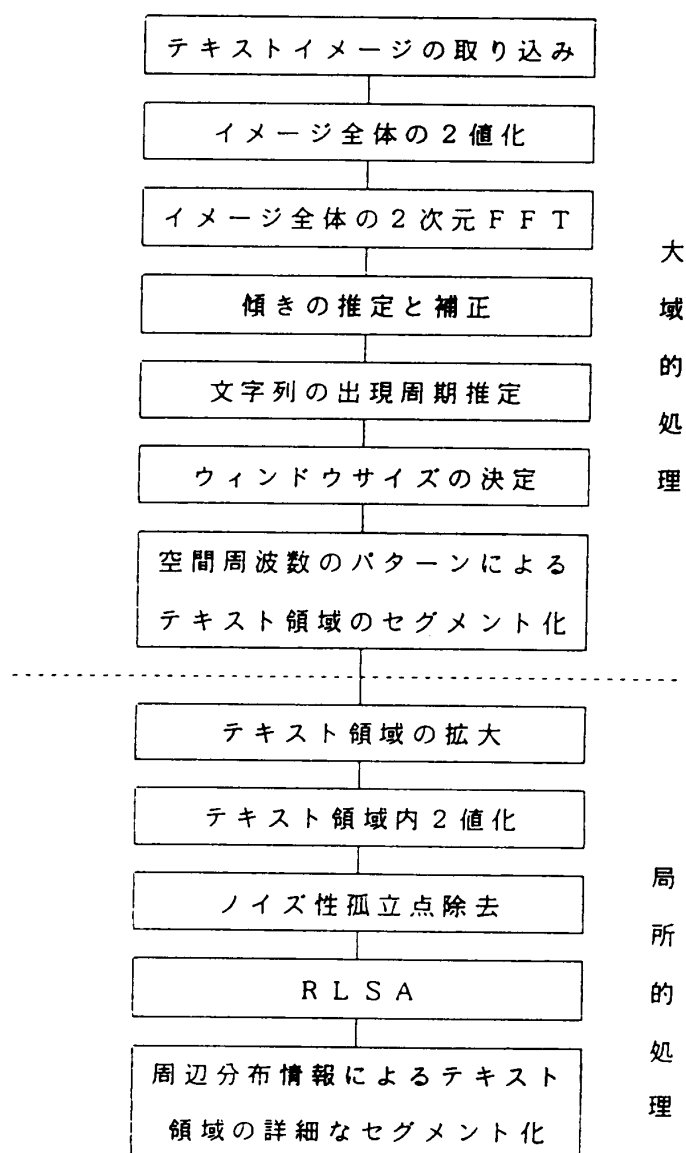 テキストイメージの取り込み
イメージ全体の2値化
イメージ全体の2次元FFT
傾きの推定と補正
文字列の出現周期推定
ウィンドウサイズの決定
空間周波数のパターンによる
テキスト領域のセグメント化
大域的処理
テキスト領域の拡大
テキスト領域内2値化
ノイズ性孤立点除去
RLSA
周辺分布情報によるテキスト
領域の詳細なセグメント化
局所的処理